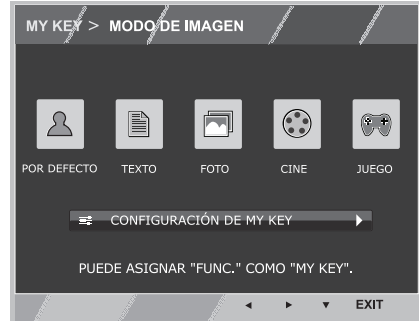 MY KEY > MODO DE IMAGEN
POR DEFECTO TEXTO FOTO CINE JUEGO
CONFIGURACIÓN DE MY KEY
PUEDE ASIGNAR "FUNC." COMO "MY KEY".
EXIT